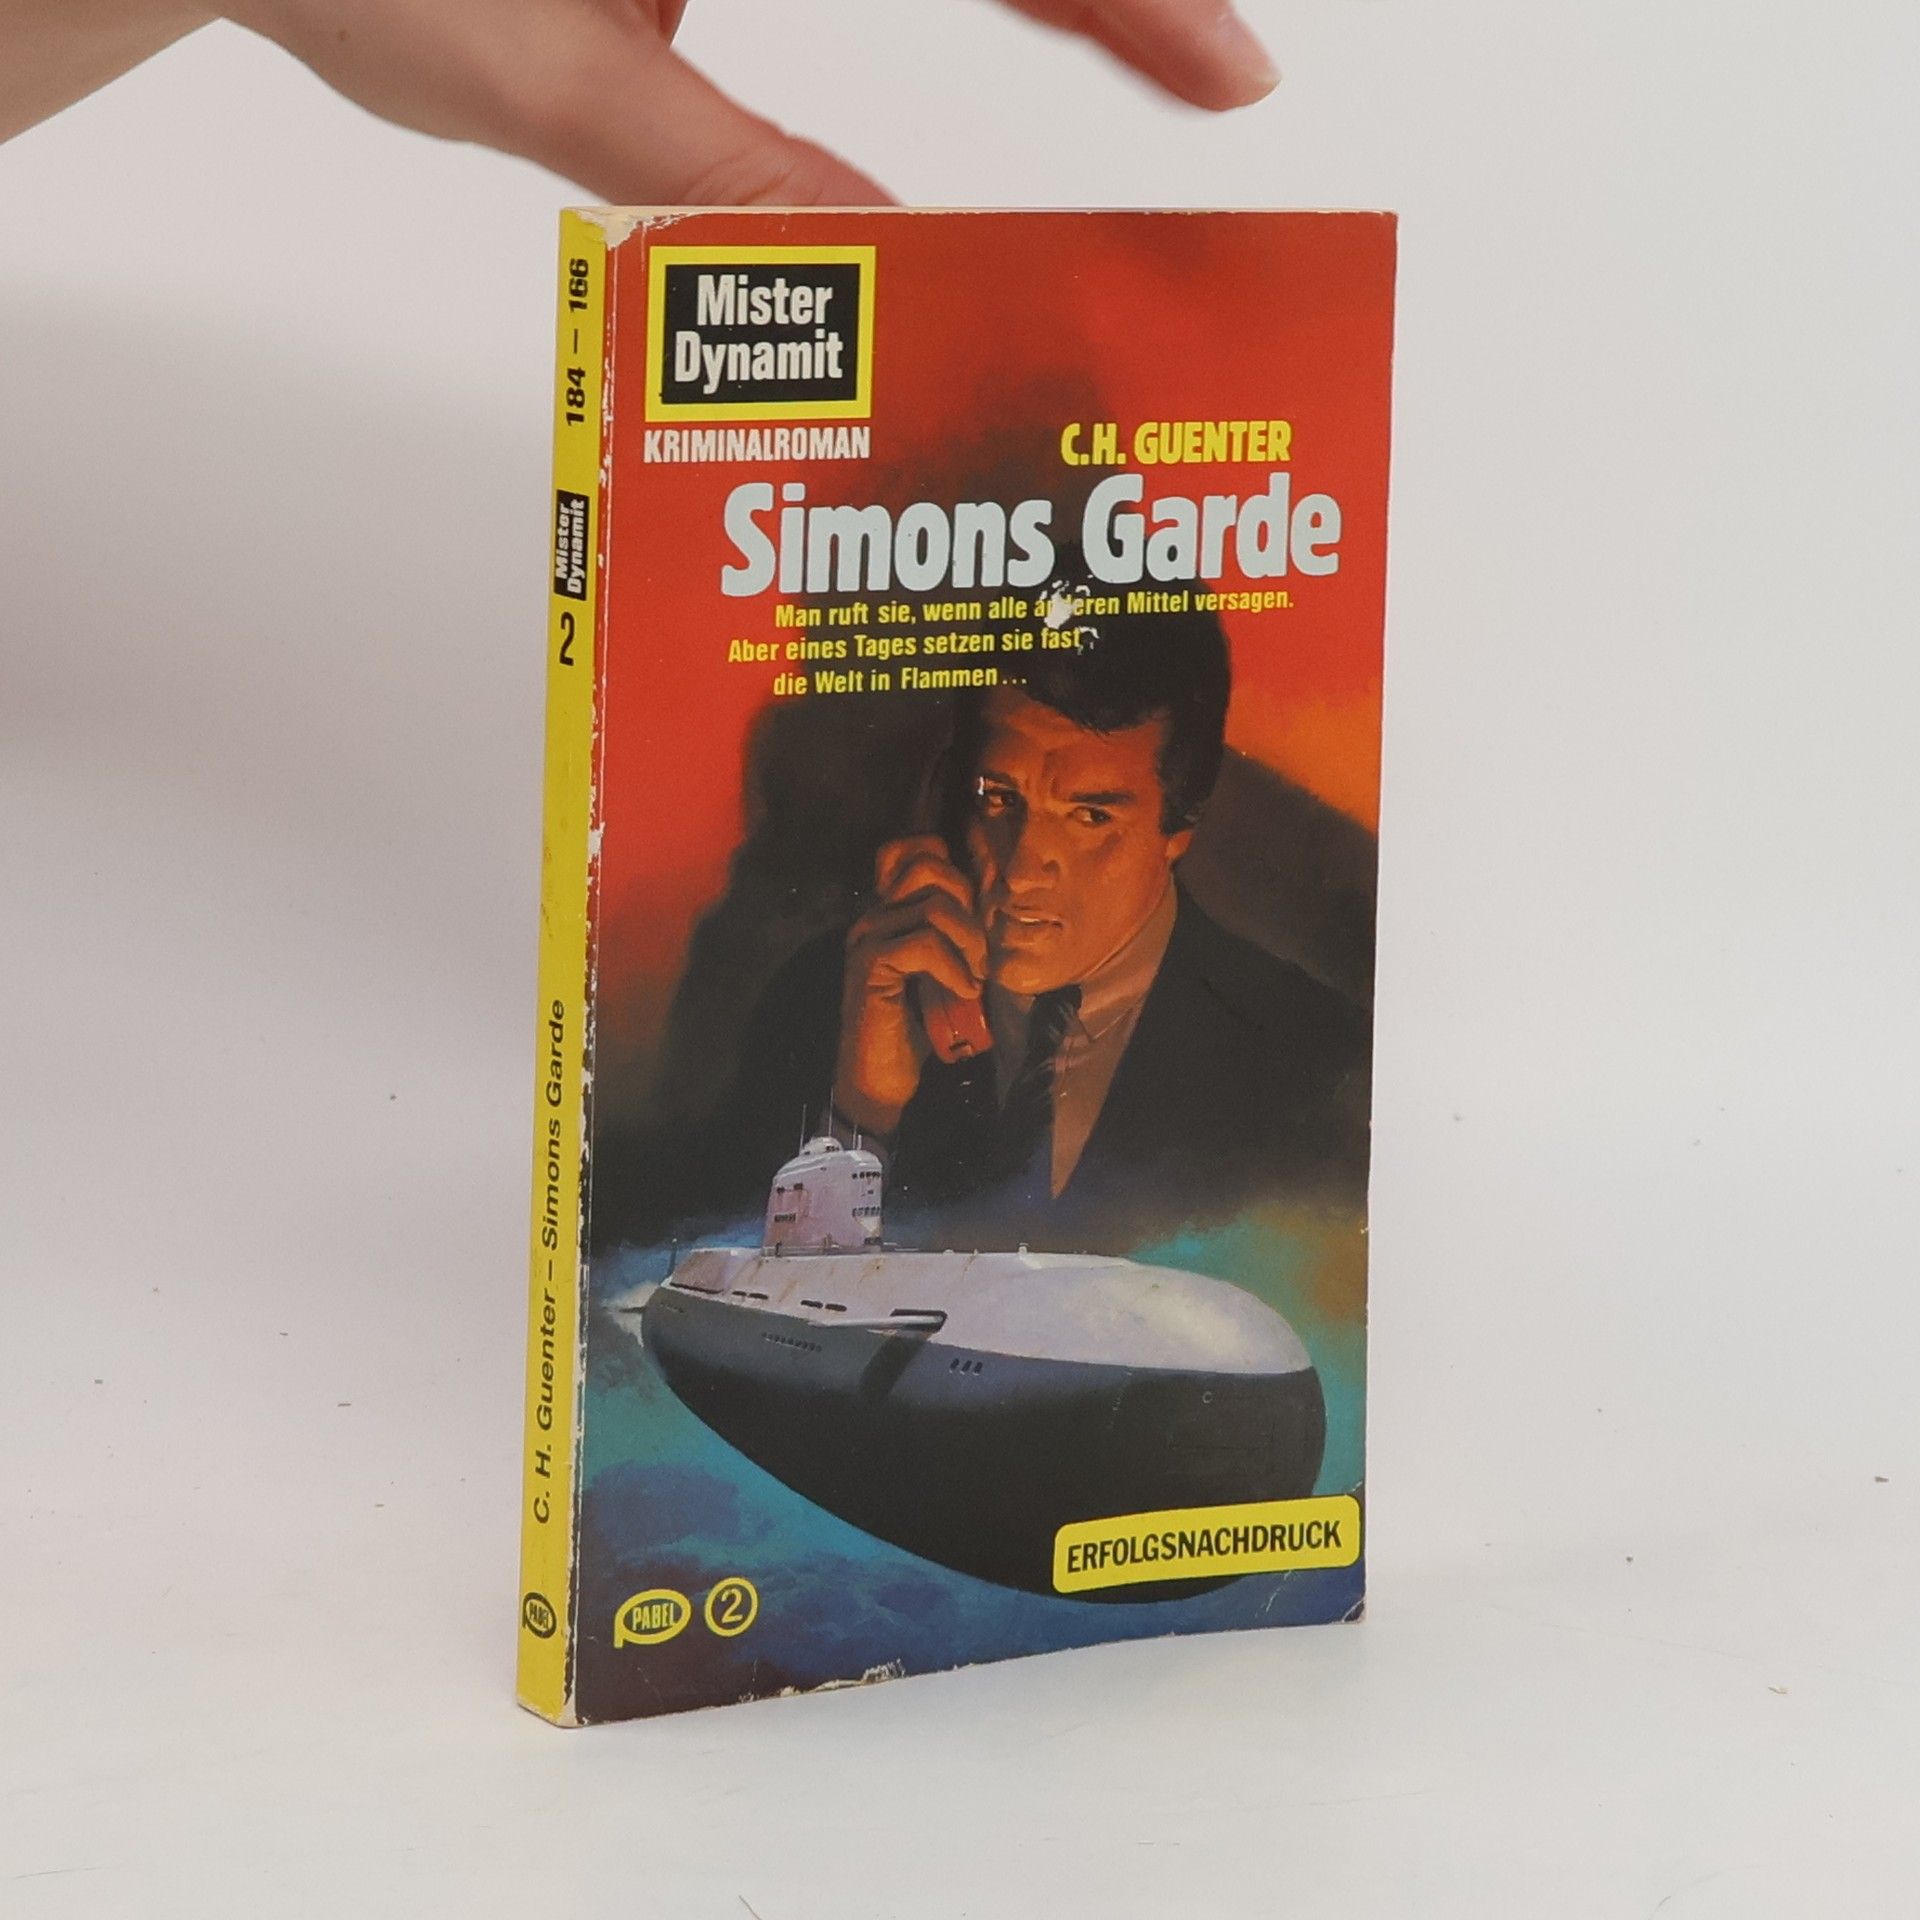 Mister
Dynamit
KRIMINALROMAN
C.H. GUENTER
Simons Garde
Man ruft sie, wenn alle anderen Mittel versagen.
Aber eines Tages setzen sie fast
die Welt in Flammen...
ERFOLGSNACHDRUCK
PABEL
2
184 – 166
Mister
Dynamit
2
C. H. Guenter – Simons Garde
PABEL